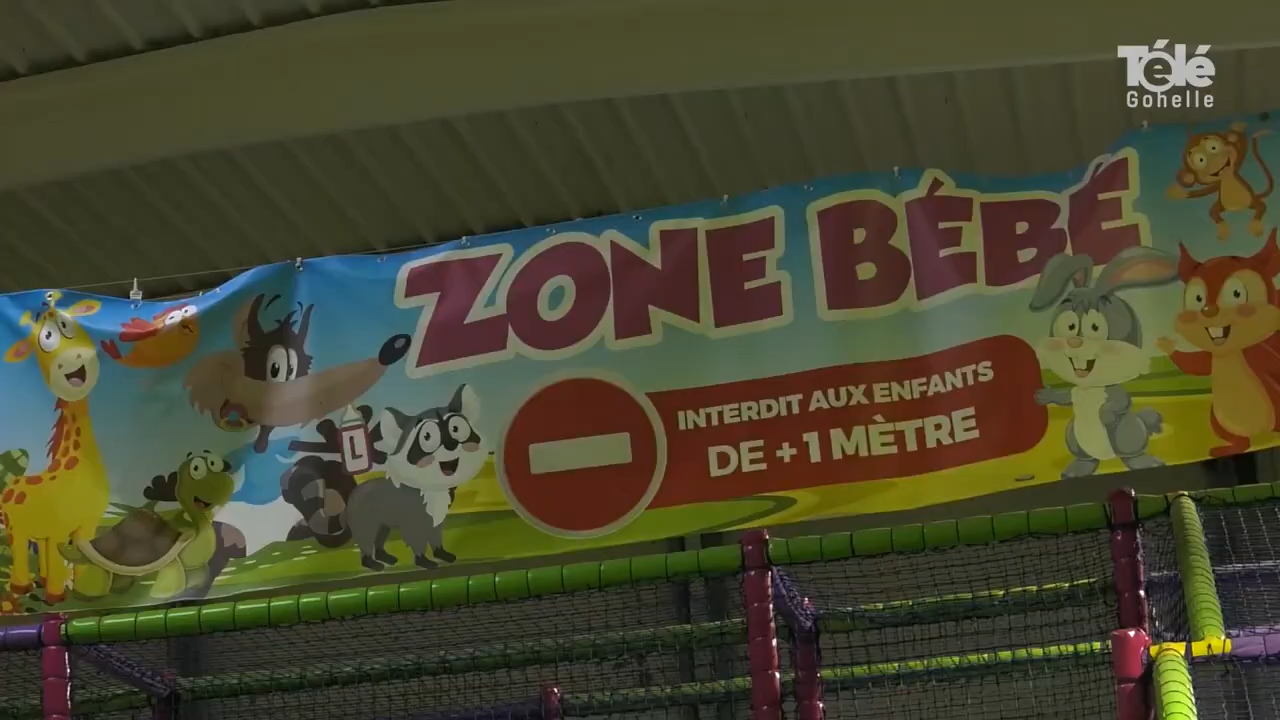 Télé
Gohelle
ZONE BÉBÉ
INTERDIT AUX ENFANTS
DE +1 MÈTRE
L